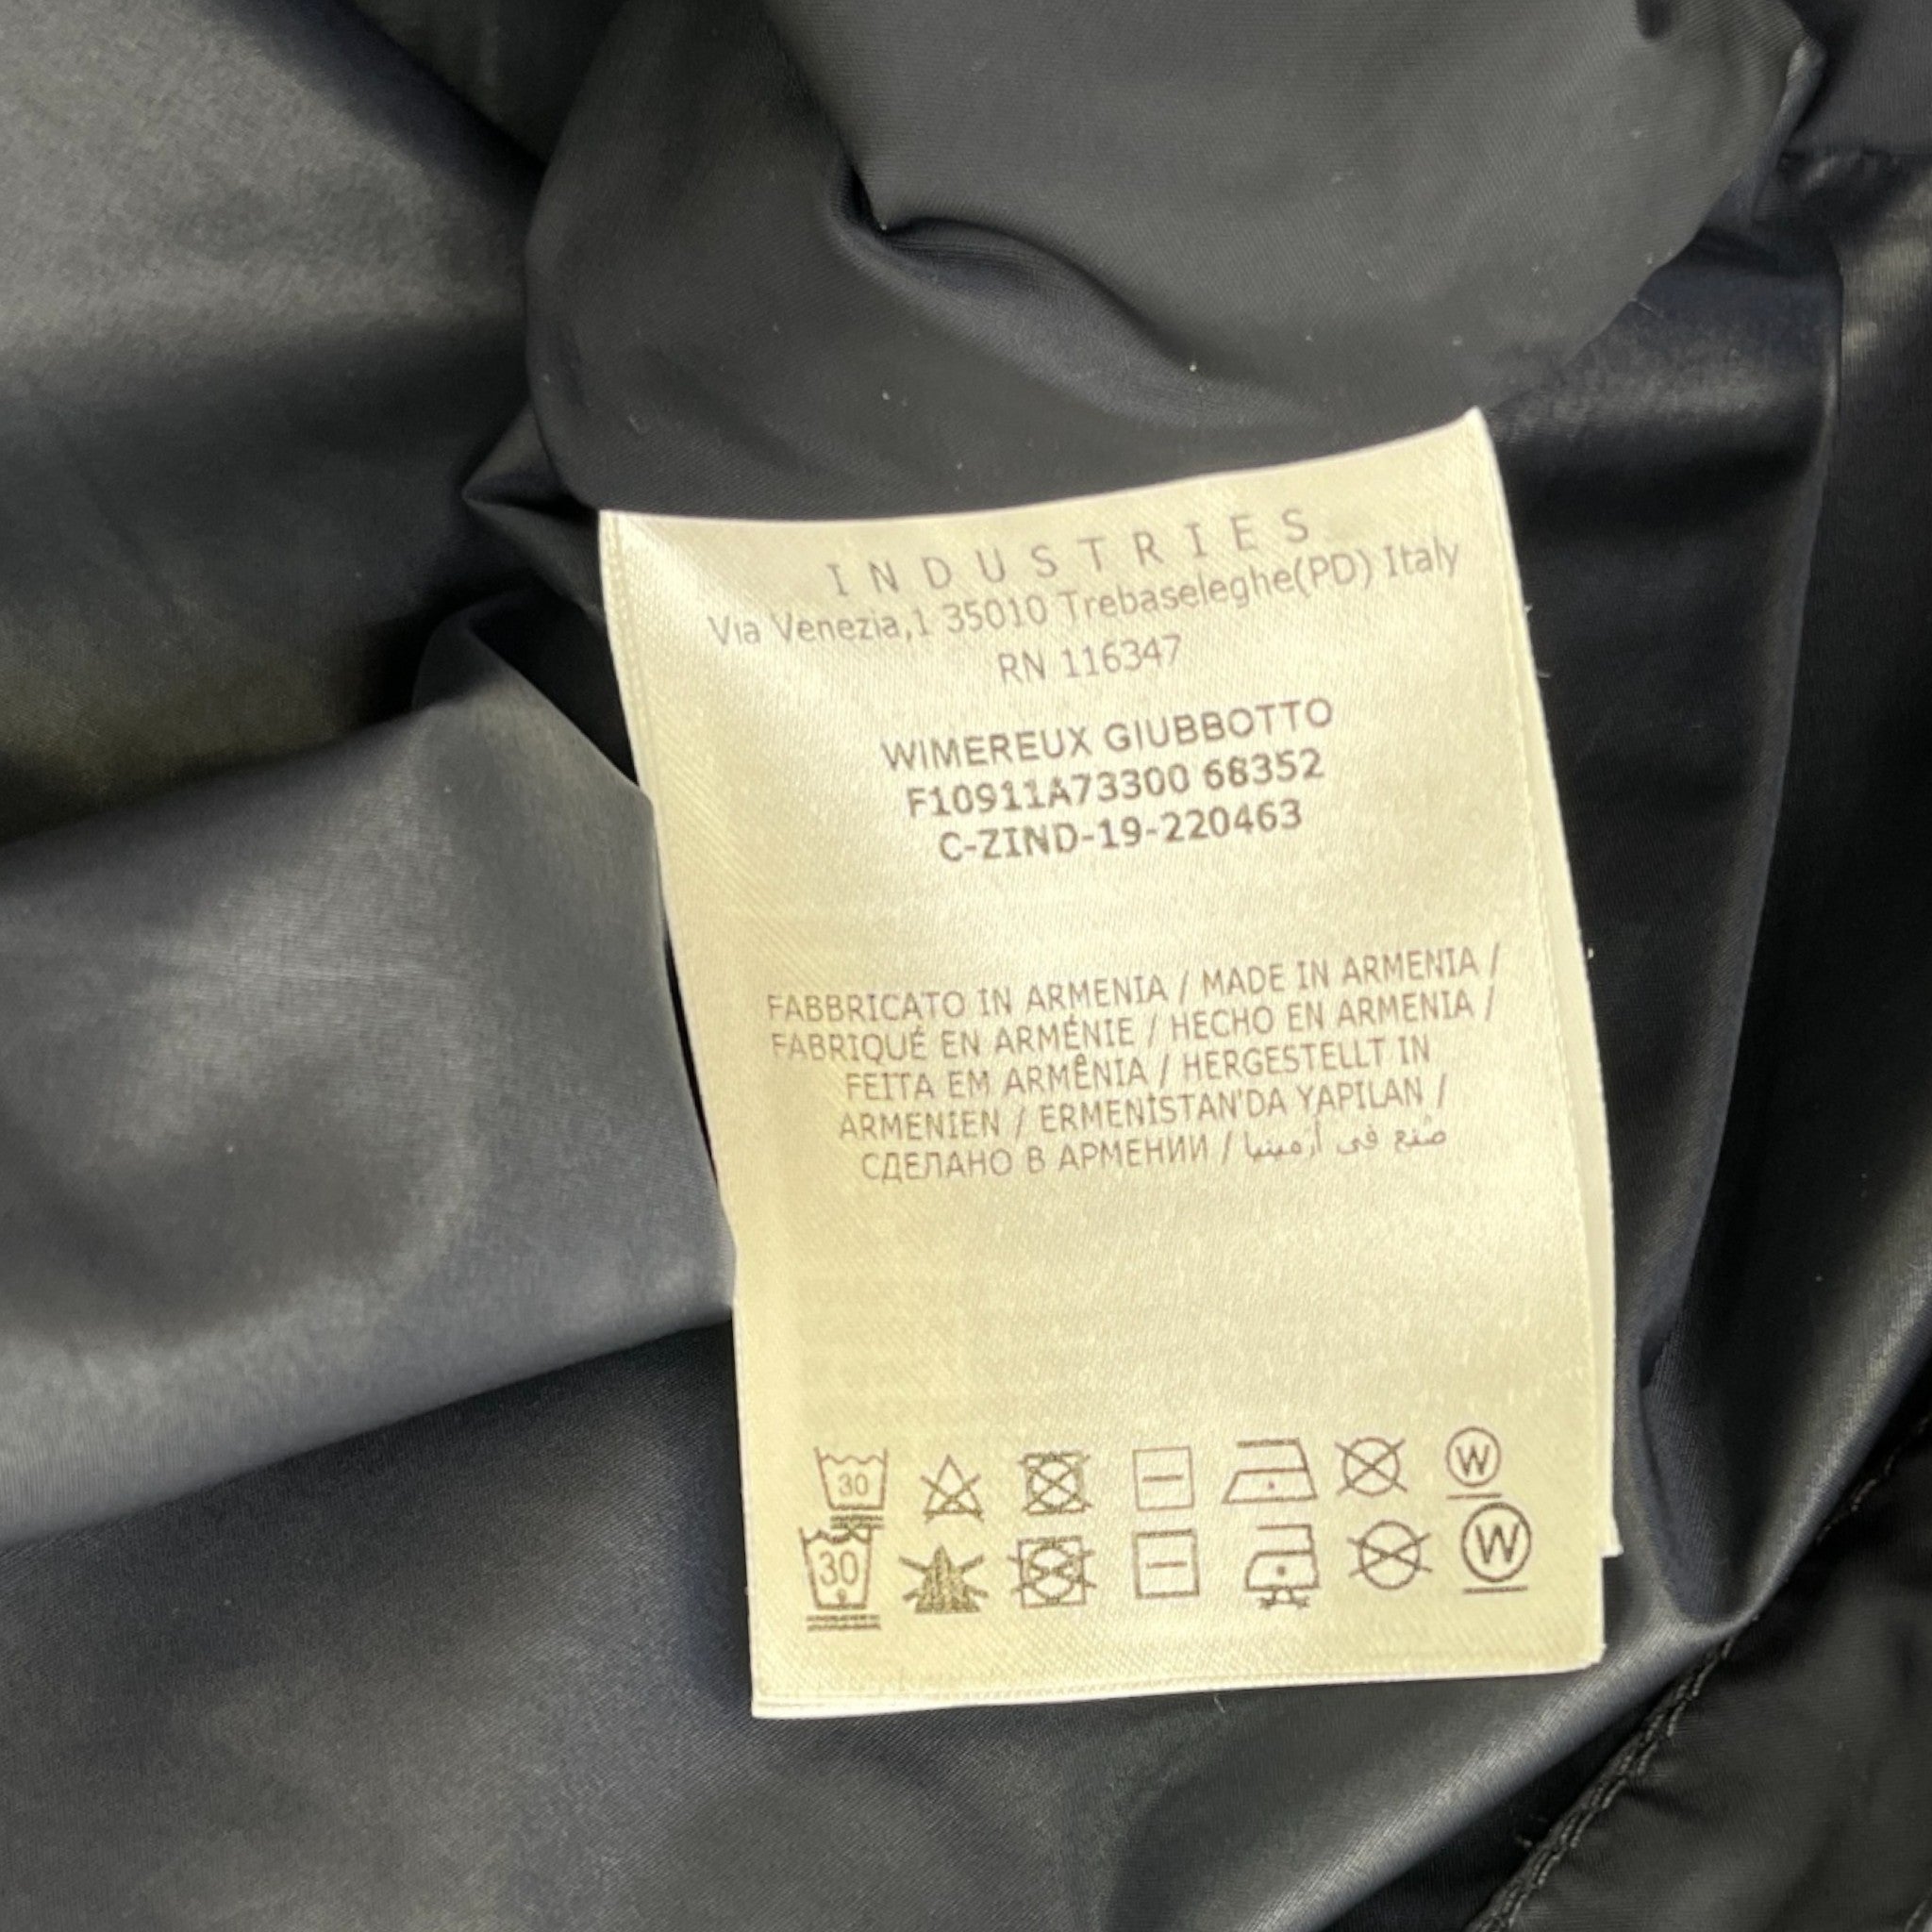 INDUSTRIES
Via Venezia,1 35010 Trebaseleghe(PD) Italy
RN 116347
WIMEREUX GIUBBOTTO
F10911A73300 68352
C-ZIND-19-220463
FABBRICATO IN ARMENIA / MADE IN ARMENIA /
FABRIQUÉ EN ARMÉNIE / HECHO EN ARMENIA /
FEITA EM ARMÊNIA / HERGESTELLT IN
ARMENIEN / ERMENİSTAN'DA YAPILAN /
СДЕЛАНО В АРМЕНИИ / صنع في أرمينيا
30 W
30 W